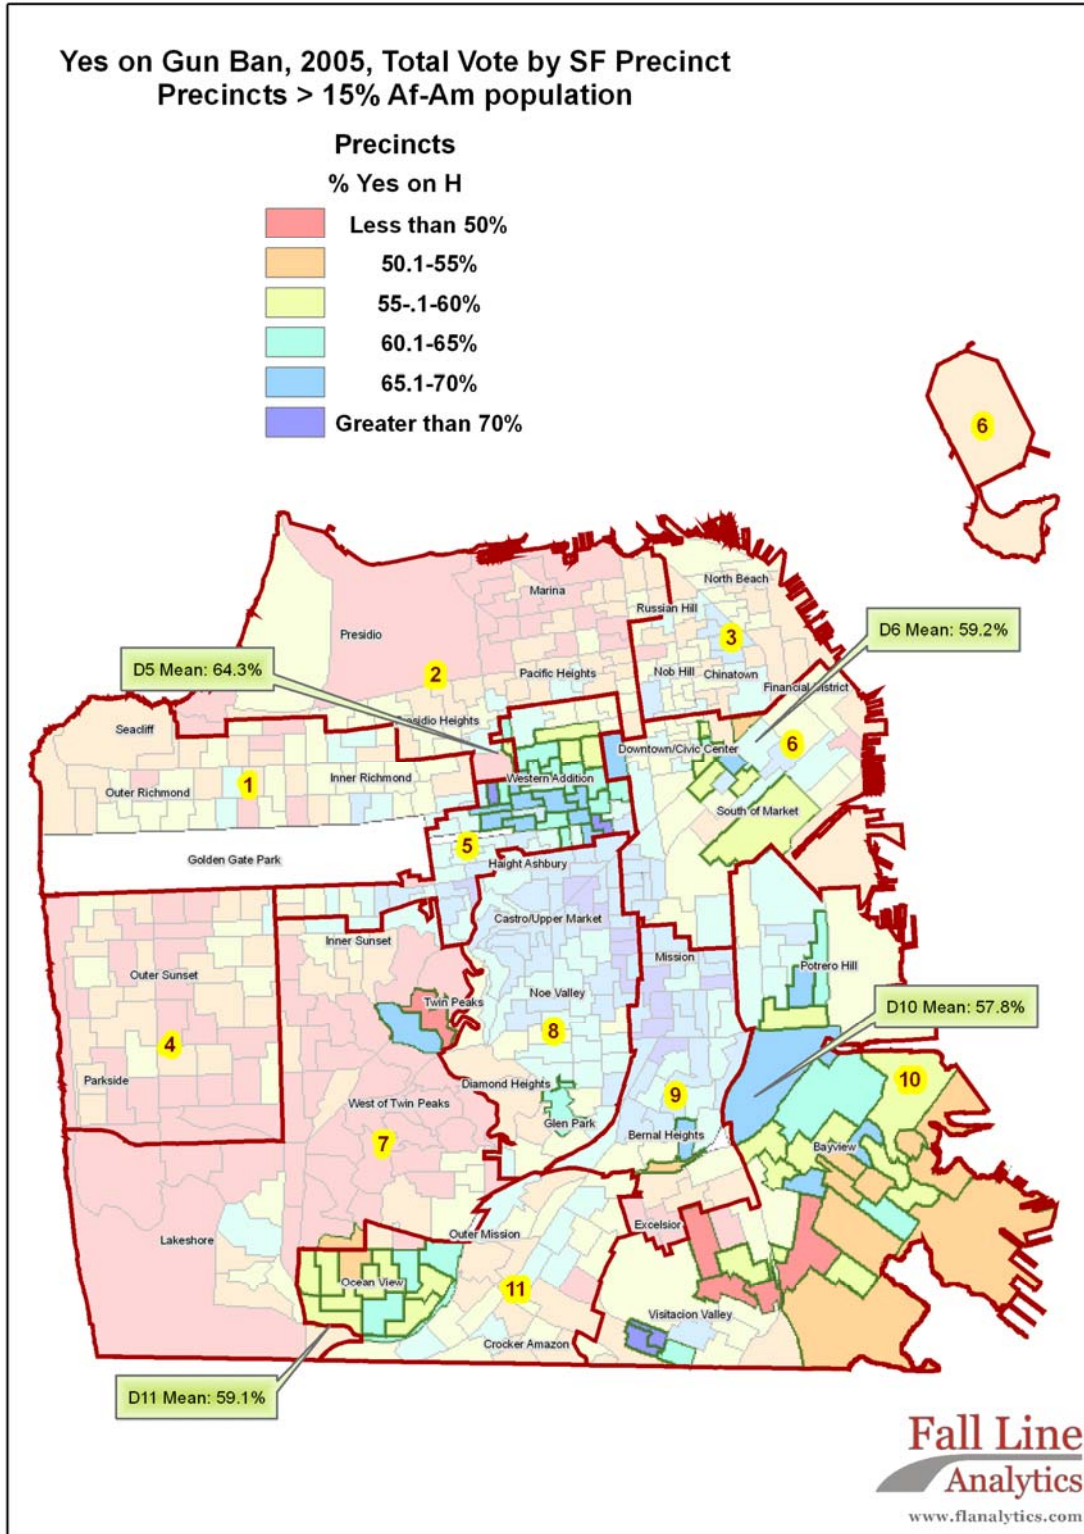 Yes on Gun Ban, 2005, Total Vote by SF Precinct
Precincts > 15% Af-Am population
Precincts
% Yes on H
Less than 50%
50.1-55%
55-.1-60%
60.1-65%
65.1-70%
Greater than 70%
6
North Beach
Marina
Russian Hill
D6 Mean: 59.2%
Presidio
3
D5 Mean: 64.3%
2
Pacific Heights
Nob Hill
Chinatown
Financial District
Seacliff
Presidio Heights
Downtown/Civic Center
6
Inner Richmond
Western Addition
1
Outer Richmond
South of Market
5
Golden Gate Park
Haight Ashbury
Castro/Upper Market
Inner Sunset
Mission
Outer Sunset
Potrero Hill
Twin Peaks
Noe Valley
D10 Mean: 57.8%
8
4
Parkside
Diamond Heights
10
West of Twin Peaks
9
Glen Park
7
Bernal Heights
Bayview
Excelsior
Outer Mission
Lakeshore
Ocean View
11
Visitacion Valley
Crocker Amazon
D11 Mean: 59.1%
Fall Line
Analytics
www.flanalytics.com